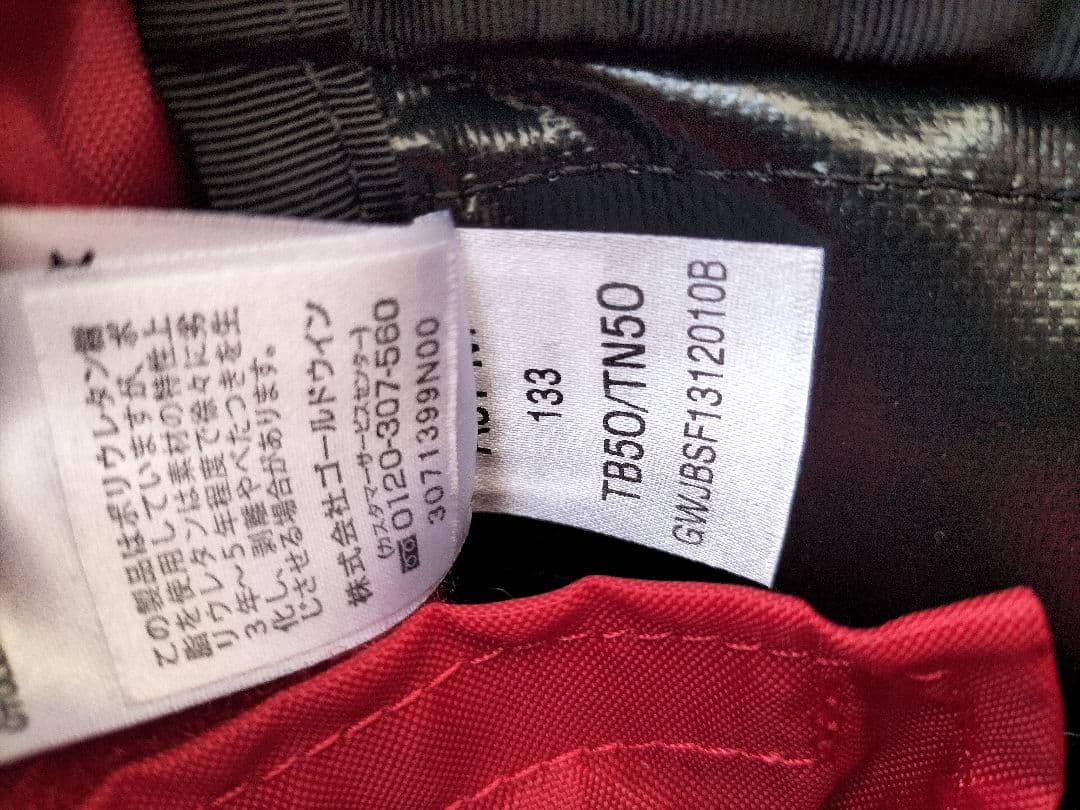 この製品はポリウレタン樹
脂を使用していますが、ポ
リウレタンは素材の特性上
3年〜5年程度で徐々に劣
化し、剥離やべたつきを生
じさせる場合があります。
株式会社ゴールドウイン
(カスタマーサービスセンター)
0120-307-560
3071399N00
133
TB50/TN50
GWJBSF1312010B